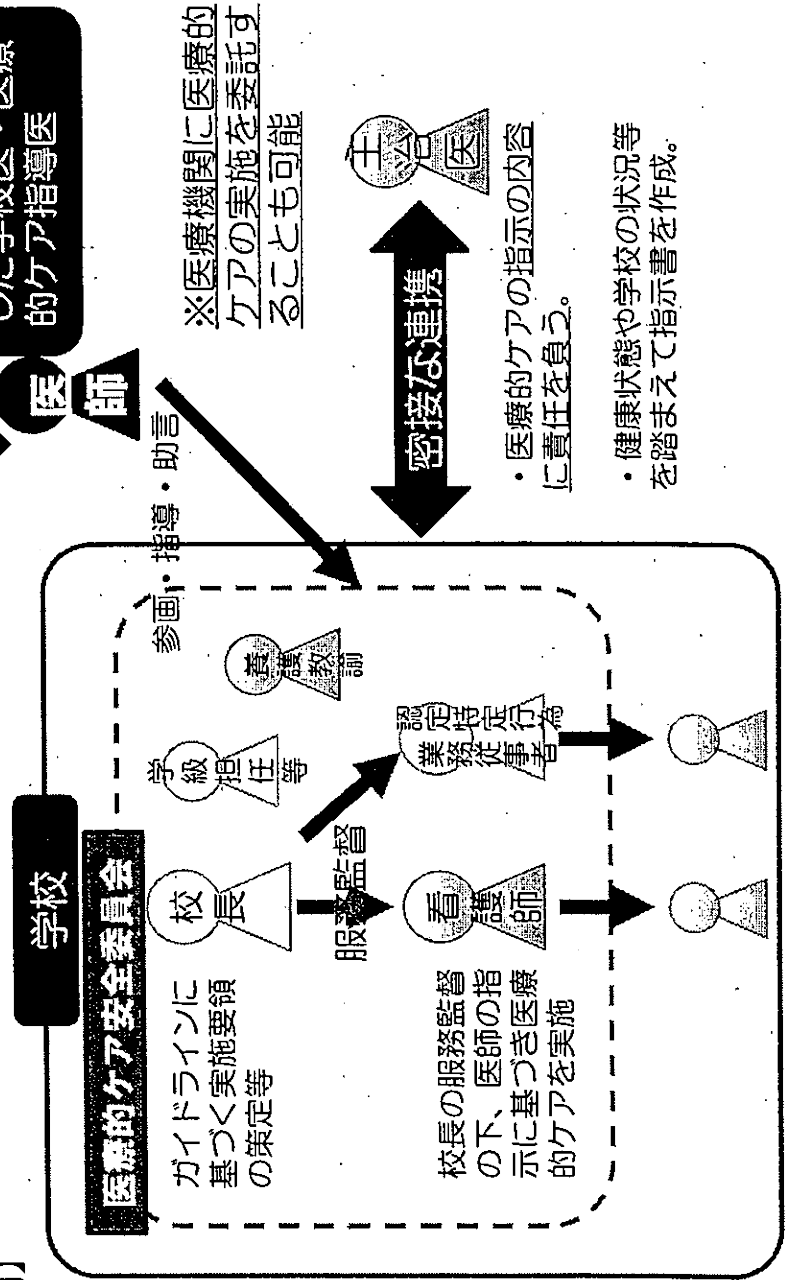 した学校医・医療
的ケア指導医
医師
学校
医療的ケア安全委員会
参画・指導・助言
※医療機関に医療的
ケアの実施を委託す
ることも可能
ガイドラインに
基づく実施要領
の策定等
校長
学級担任等
養護教諭
服務監督
密接な連携
主治医
校長の服務監督
の下、医師の指
示に基づき医療
的ケアを実施
看護師
認定特定行為
業務従事者
・医療的ケアの指示の内容
に責任を負う。
・健康状態や学校の状況等
を踏まえて指示書を作成。